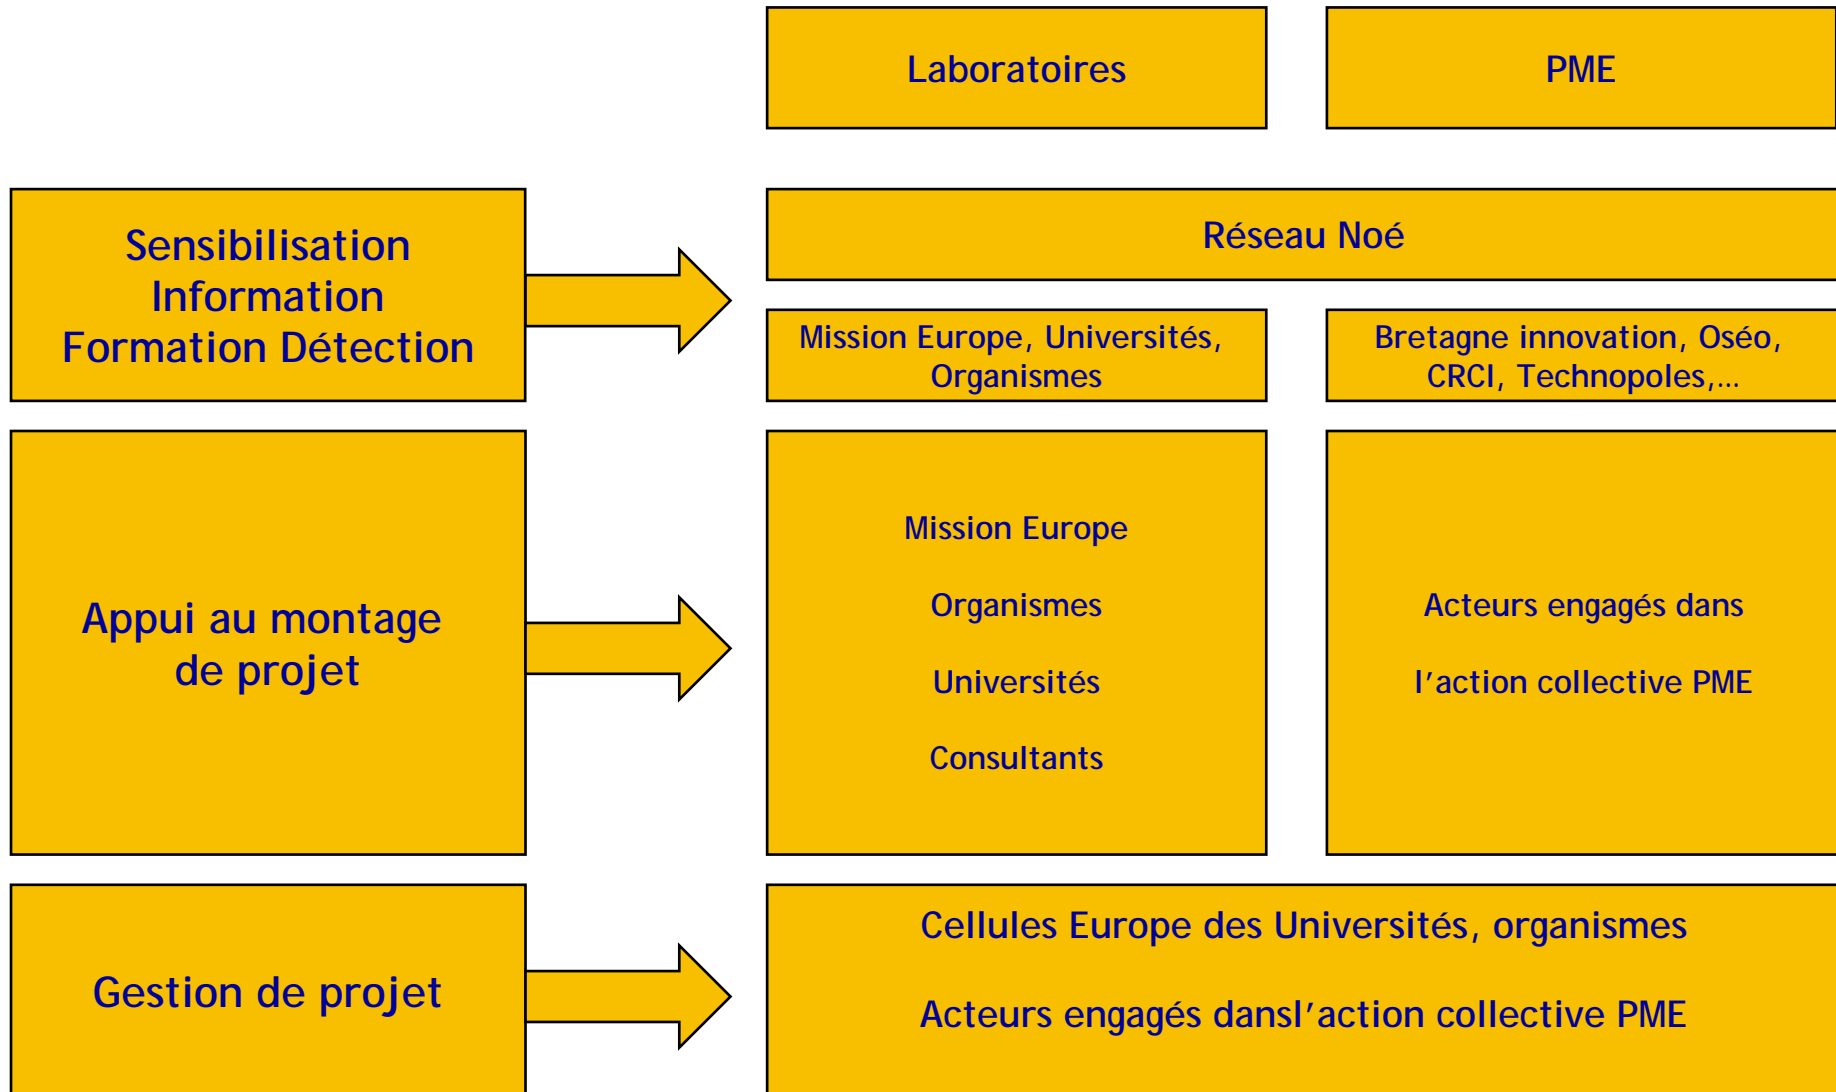 Laboratoires
PME
Sensibilisation
Information
Formation Détection
Réseau Noé
Mission Europe, Universités,
Organismes
Bretagne innovation, Oséo,
CRCI, Technopoles,…
Appui au montage
de projet
Mission Europe
Organismes
Universités
Consultants
Acteurs engagés dans
l’action collective PME
Gestion de projet
Cellules Europe des Universités, organismes
Acteurs engagés dansl’action collective PME